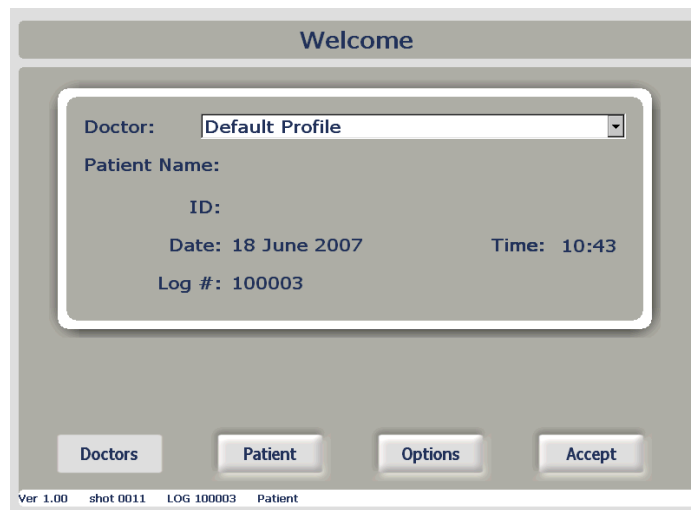 Welcome
Doctor: Default Profile
Patient Name:
ID:
Date: 18 June 2007 Time: 10:43
Log #: 100003
Doctors Patient Options Accept
Ver 1.00 shot 0011 LOG 100003 Patient